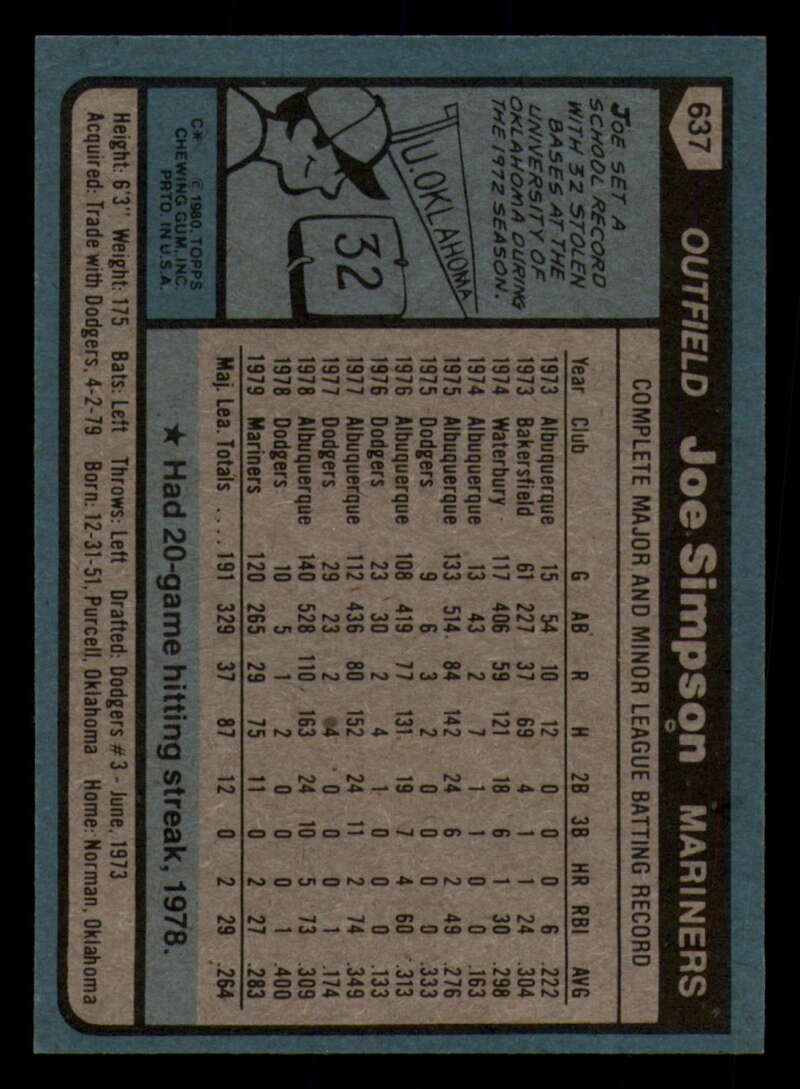 637
OUTFIELD Joe Simpson MARINERS
JOE SET A
SCHOOL RECORD
WITH 32 STOLEN
BASES AT THE
UNIVERSITY OF
OKLAHOMA DURING
THE 1972 SEASON.
U. OKLAHOMA
32
C* © 1980 TOPPS
CHEWING GUM, INC.
PRTD. IN U.S.A.
COMPLETE MAJOR AND MINOR LEAGUE BATTING RECORD
Year Club G AB R H 2B 3B HR RBI AVG
1973 Albuquerque 15 54 10 12 0 0 0 6 .222
1973 Bakersfield 61 227 37 69 4 1 1 24 .304
1974 Waterbury 117 406 59 121 18 6 1 30 .298
1974 Albuquerque 13 43 2 7 1 1 0 0 .163
1975 Albuquerque 133 514 84 142 24 6 2 49 .276
1975 Dodgers 9 6 3 2 0 0 0 0 .333
1976 Albuquerque 108 419 77 131 19 7 4 60 .313
1976 Dodgers 23 30 2 4 1 0 0 0 .133
1977 Albuquerque 112 436 80 152 24 11 2 74 .349
1977 Dodgers 29 23 2 4 0 0 0 1 .174
1978 Albuquerque 140 528 110 163 24 10 5 73 .309
1978 Dodgers 10 5 1 2 0 0 0 1 .400
1979 Mariners 120 265 29 75 11 0 2 27 .283
Maj. Lea. Totals .... 191 329 37 87 12 0 2 29 .264
★ Had 20-game hitting streak, 1978.
Height: 6'3" Weight: 175 Bats: Left Throws: Left Drafted: Dodgers #3 - June, 1973
Acquired: Trade with Dodgers, 4-2-79 Born: 12-31-51, Purcell, Oklahoma Home: Norman, Oklahoma